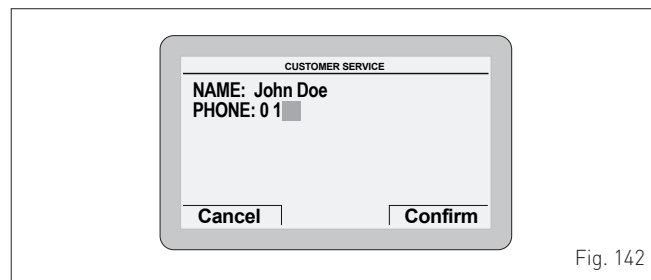 CUSTOMER SERVICE
NAME: John Doe
PHONE: 0 1
Cancel Confirm
Fig. 142